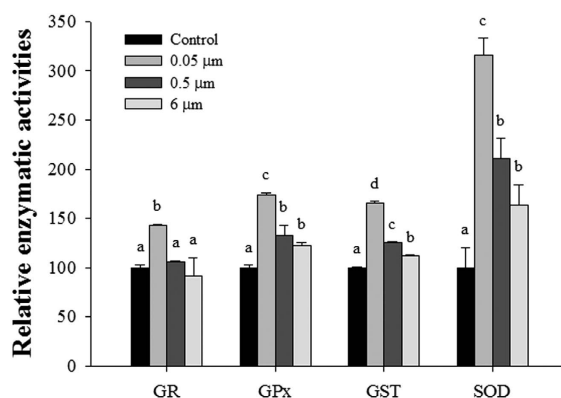 Relative enzymatic activities
350
300
250
200
150
100
50
0
Control
0.05 μm
0.5 μm
6 μm
a b a a
a c b b
a d c b
a c b b
GR GPx GST SOD